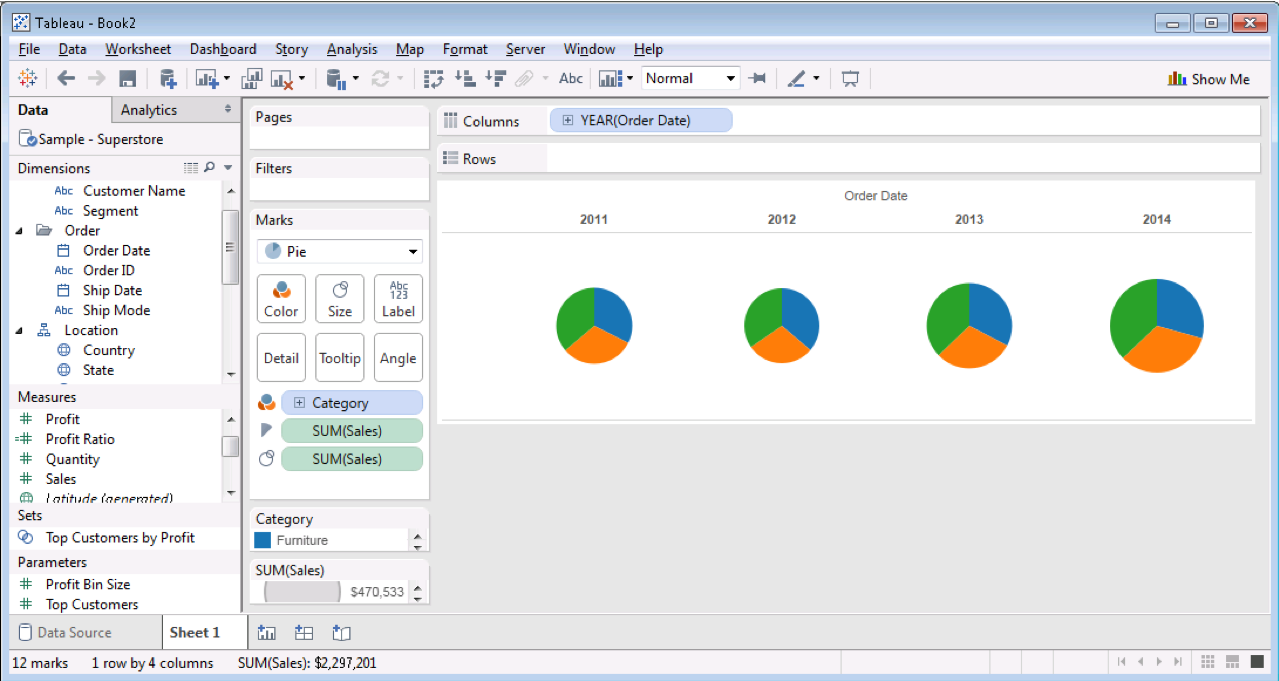 Tableau - Book2
File Data Worksheet Dashboard Story Analysis Map Format Server Window Help
Abc Normal Show Me
Data Analytics
Sample - Superstore
Dimensions
Abc Customer Name
Abc Segment
Order
Order Date
Abc Order ID
Ship Date
Abc Ship Mode
Location
Country
State
Measures
# Profit
=# Profit Ratio
# Quantity
# Sales
Latitude (generated)
Sets
Top Customers by Profit
Parameters
# Profit Bin Size
# Top Customers
Pages
Filters
Marks
Pie
Color Size Abc 123 Label
Detail Tooltip Angle
Category
SUM(Sales)
SUM(Sales)
Category
Furniture
SUM(Sales)
$470,533
Columns YEAR(Order Date)
Rows
Order Date
2011 2012 2013 2014
Data Source Sheet 1
12 marks 1 row by 4 columns SUM(Sales): $2,297,201